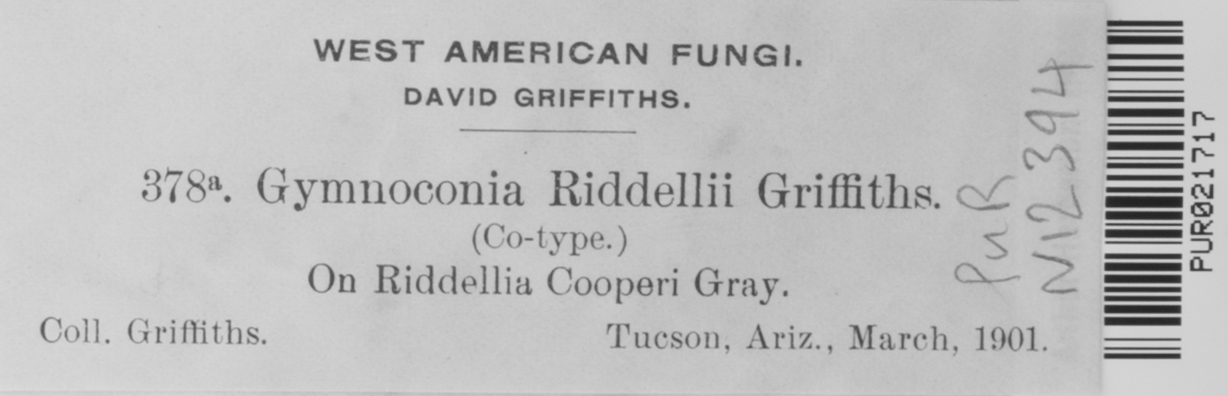 WEST AMERICAN FUNGI.
DAVID GRIFFITHS.
378a. Gymnoconia Riddellii Griffiths.
(Co-type.)
On Riddellia Cooperi Gray.
Coll. Griffiths. Tucson, Ariz., March, 1901.
PUR
N12394
PUR021717